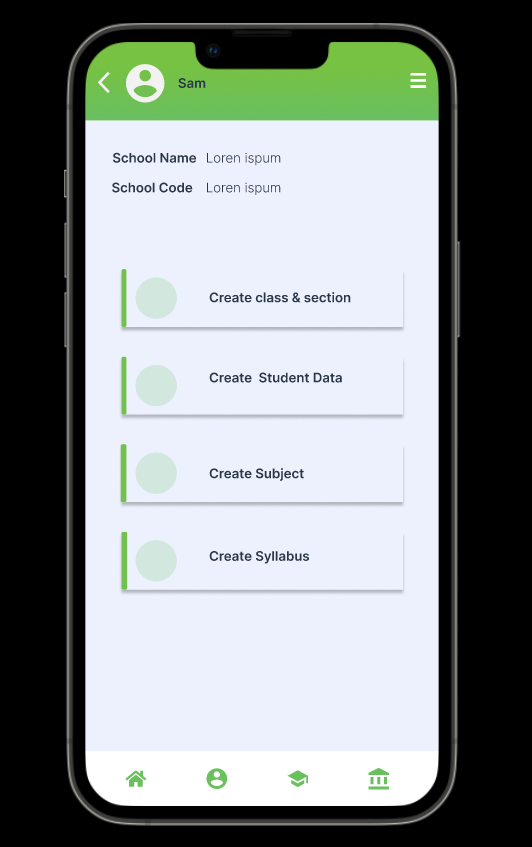 Sam
School Name Loren ispum
School Code Loren ispum
Create class & section
Create  Student Data
Create Subject
Create Syllabus